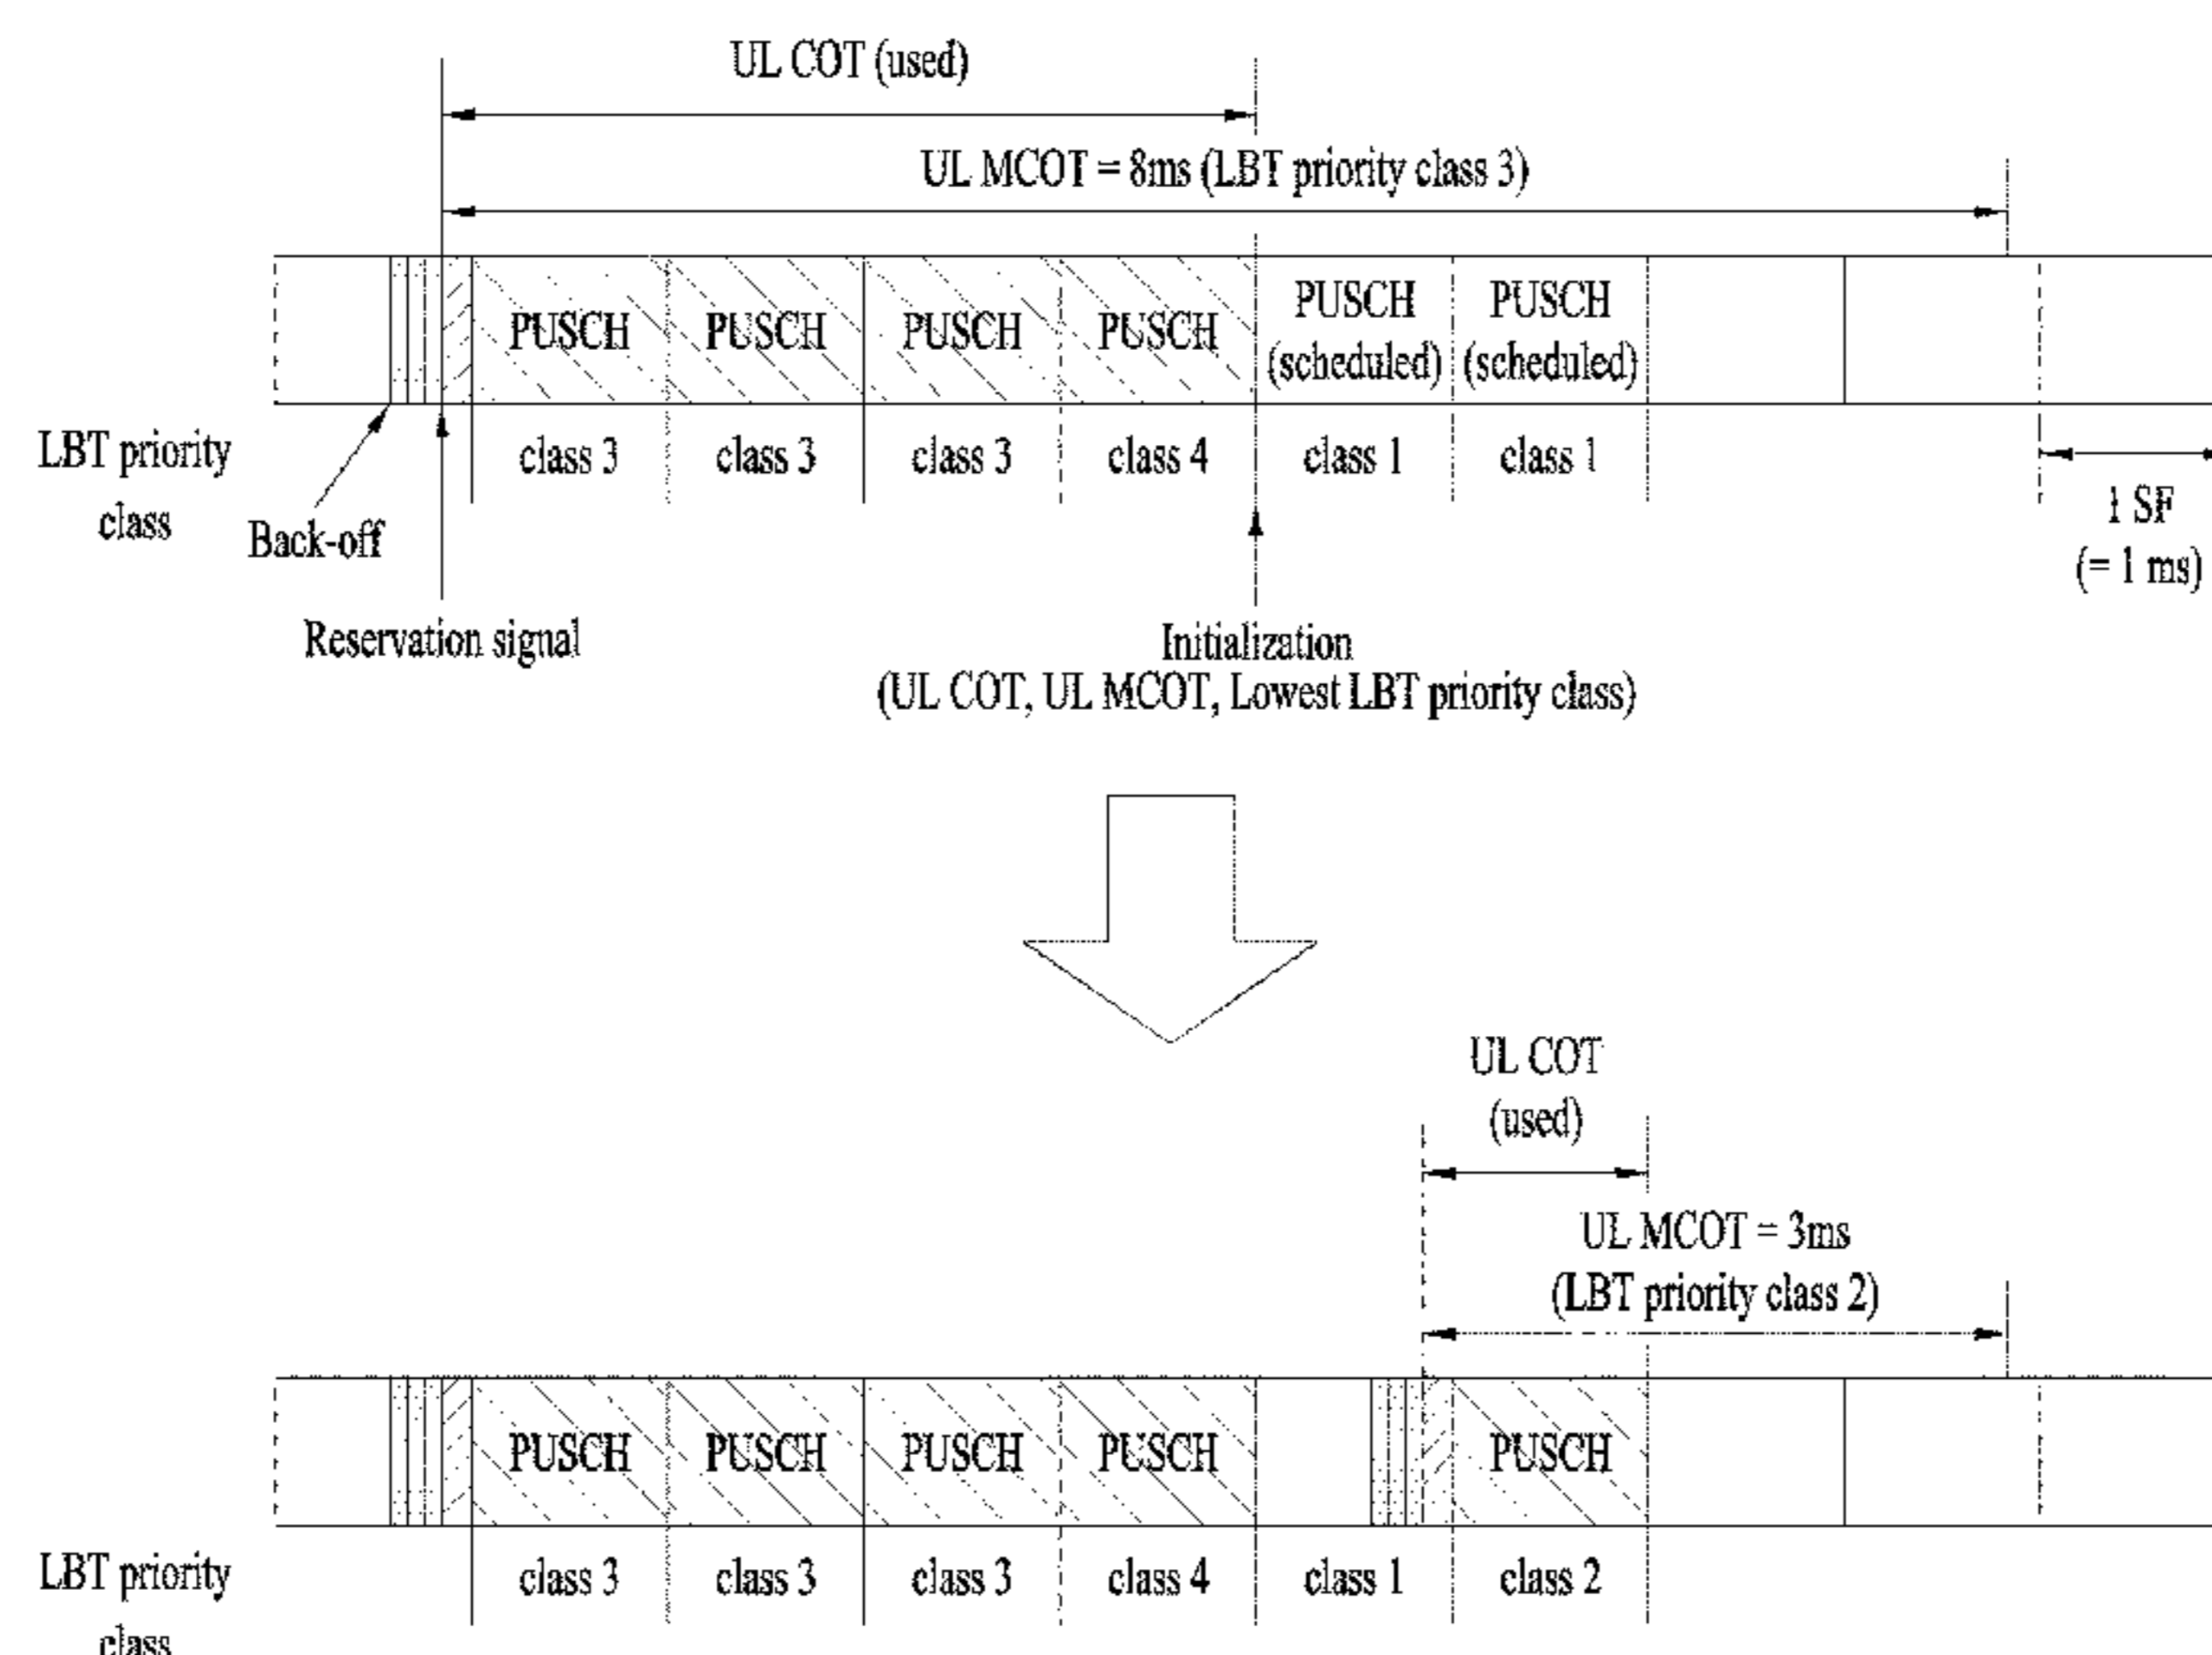 UL COT (used)
UL MCOT = 8ms (LBT priority class 3)
PUSCH PUSCH PUSCH PUSCH PUSCH PUSCH
(scheduled) (scheduled)
LBT priority class 3 class 3 class 3 class 4 class 1 class 1
class
Back-off
1 SF
(= 1 ms)
Reservation signal
Initialization
(UL COT, UL MCOT, Lowest LBT priority class)
UL COT
(used)
UL MCOT = 3ms
(LBT priority class 2)
PUSCH PUSCH PUSCH PUSCH PUSCH
LBT priority class 3 class 3 class 3 class 4 class 1 class 2
class